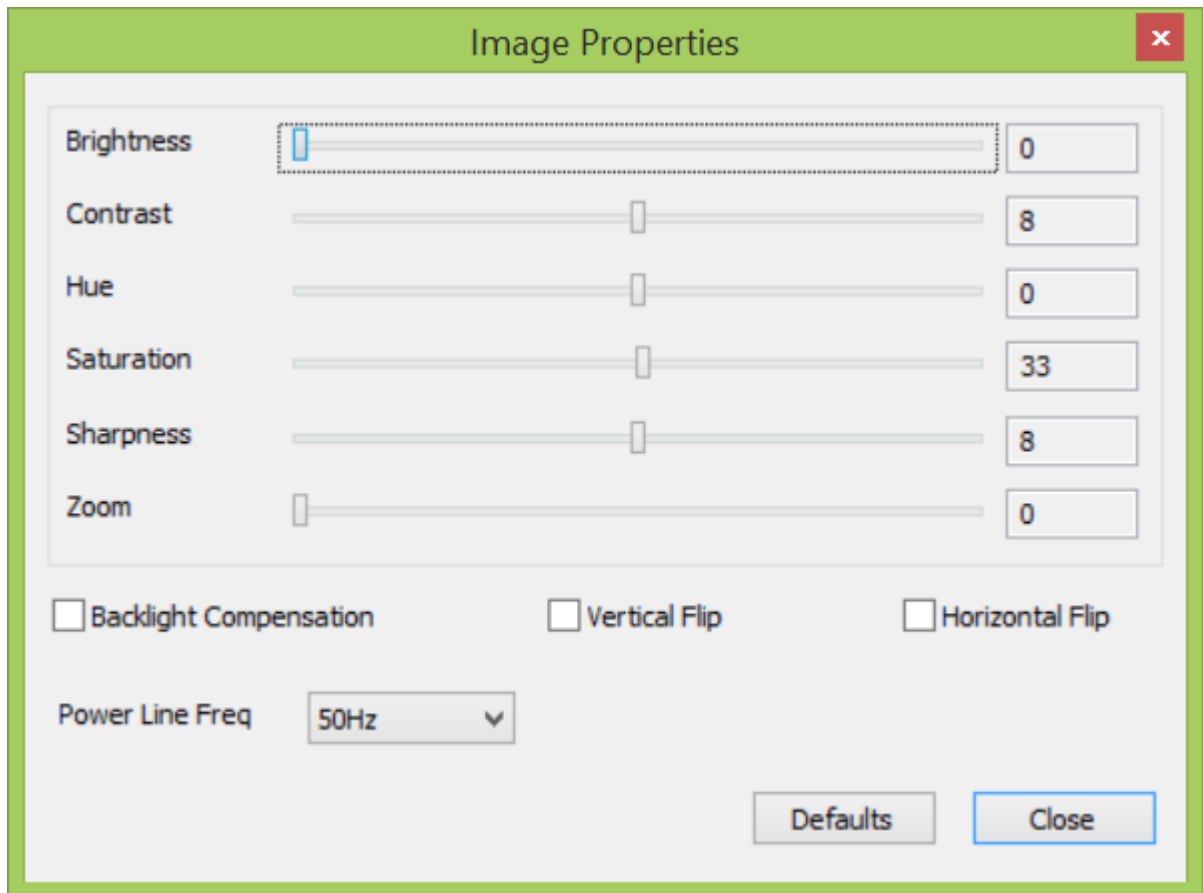 Image Properties
Brightness 0
Contrast 8
Hue 0
Saturation 33
Sharpness 8
Zoom 0
Backlight Compensation Vertical Flip Horizontal Flip
Power Line Freq 50Hz
Defaults Close